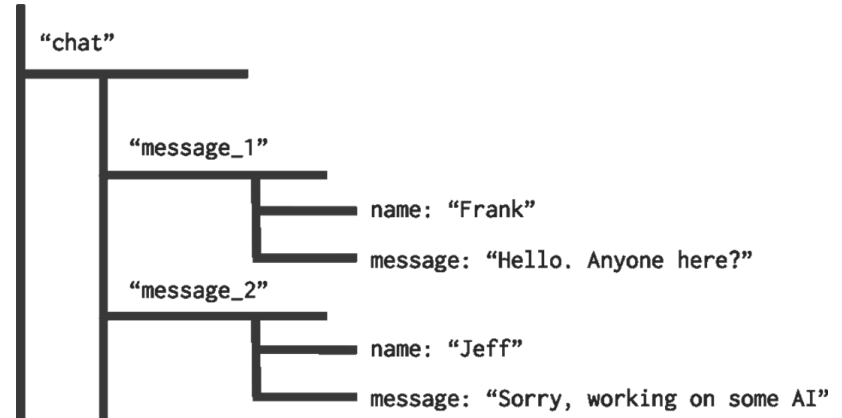 “chat”
“message_1”
name: “Frank”
message: “Hello. Anyone here?”
“message_2”
name: “Jeff”
message: “Sorry, working on some AI”